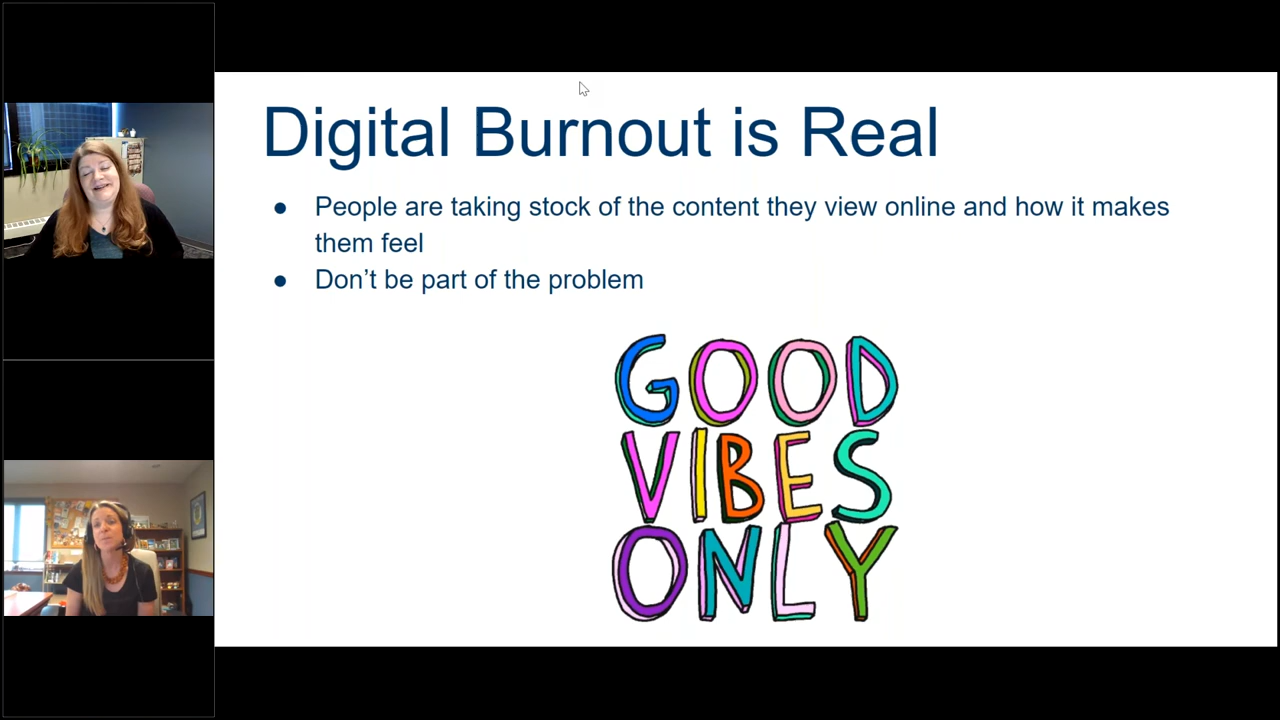 Digital Burnout is Real
● People are taking stock of the content they view online and how it makes
them feel
● Don’t be part of the problem
GOOD
VIBES
ONLY